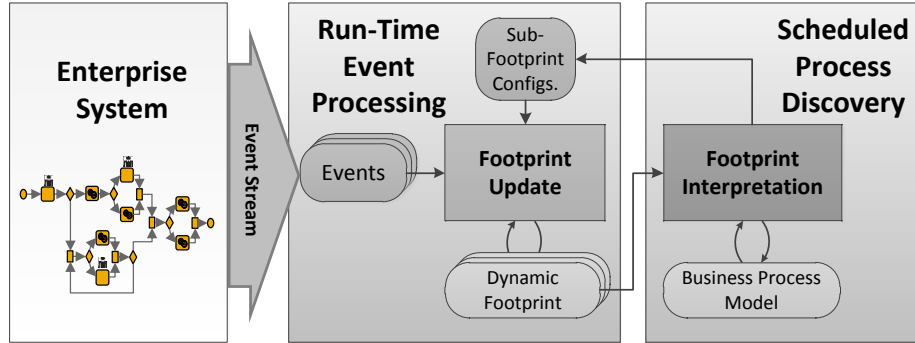 Enterprise
System
Event Stream
Run-Time
Event
Processing
Sub-
Footprint
Configs.
Events
Footprint
Update
Dynamic
Footprint
Scheduled
Process
Discovery
Footprint
Interpretation
Business Process
Model